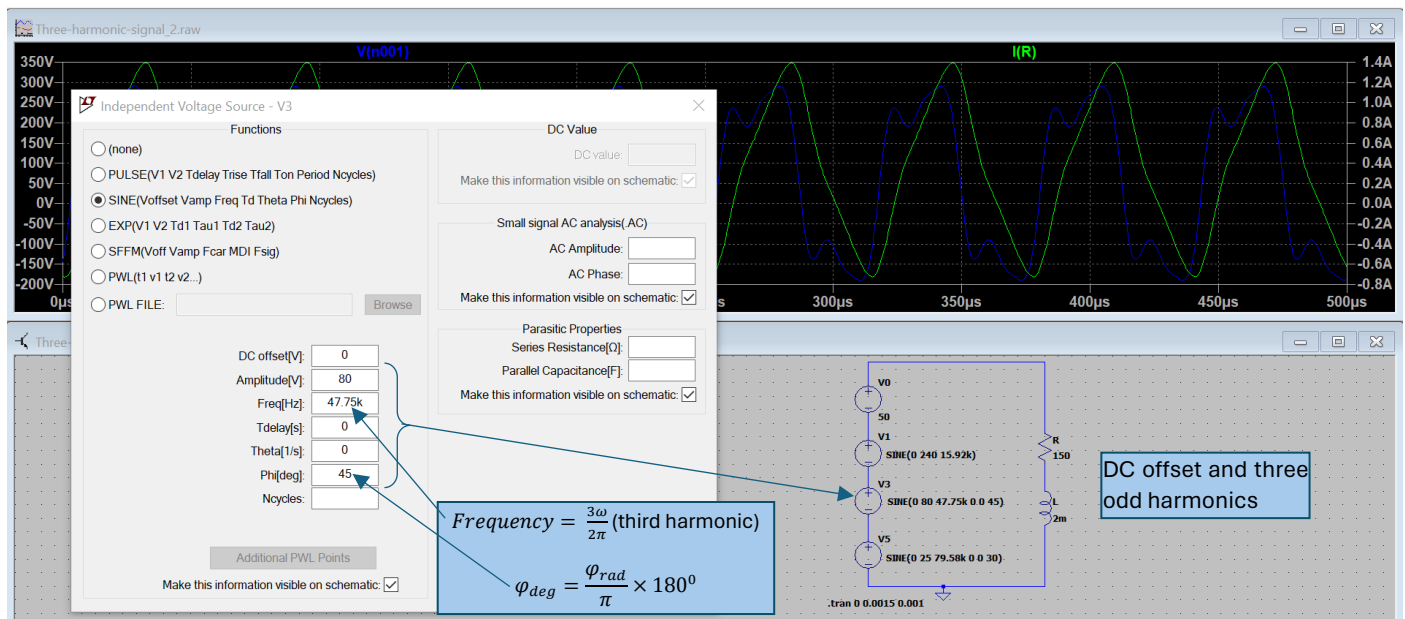 Three-harmonic-signal_2.raw
V(n001)
I(R)
350V
300V
250V
200V
150V
100V
50V
0V
-50V
-100V
-150V
-200V
1.4A
1.2A
1.0A
0.8A
0.6A
0.4A
0.2A
0.0A
-0.2A
-0.4A
-0.6A
-0.8A
0µs
s
300µs
350µs
400µs
450µs
500µs
Independent Voltage Source - V3
Functions
(none)
PULSE(V1 V2 Tdelay Trise Tfall Ton Period Ncycles)
SINE(Voffset Vamp Freq Td Theta Phi Ncycles)
EXP(V1 V2 Td1 Tau1 Td2 Tau2)
SFFM(Voff Vamp Fcar MDI Fsig)
PWL(t1 v1 t2 v2...)
PWL FILE:
Browse
DC offset[V]: 0
Amplitude[V]: 80
Freq[Hz]: 47.75k
Tdelay[s]: 0
Theta[1/s]: 0
Phi[deg]: 45
Ncycles:
Additional PWL Points
Make this information visible on schematic:
DC Value
DC value:
Make this information visible on schematic:
Small signal AC analysis(.AC)
AC Amplitude:
AC Phase:
Make this information visible on schematic:
Parasitic Properties
Series Resistance[Ω]:
Parallel Capacitance[F]:
Make this information visible on schematic:
Three-
V0
50
V1
SINE(0 240 15.92k)
V3
SINE(0 80 47.75k 0 0 45)
V5
SINE(0 25 79.58k 0 0 30)
R
150
L
2m
.tran 0 0.0015 0.001
DC offset and three
odd harmonics
Frequency = 3ω/2π (third harmonic)
φdeg = φrad/π × 180⁰